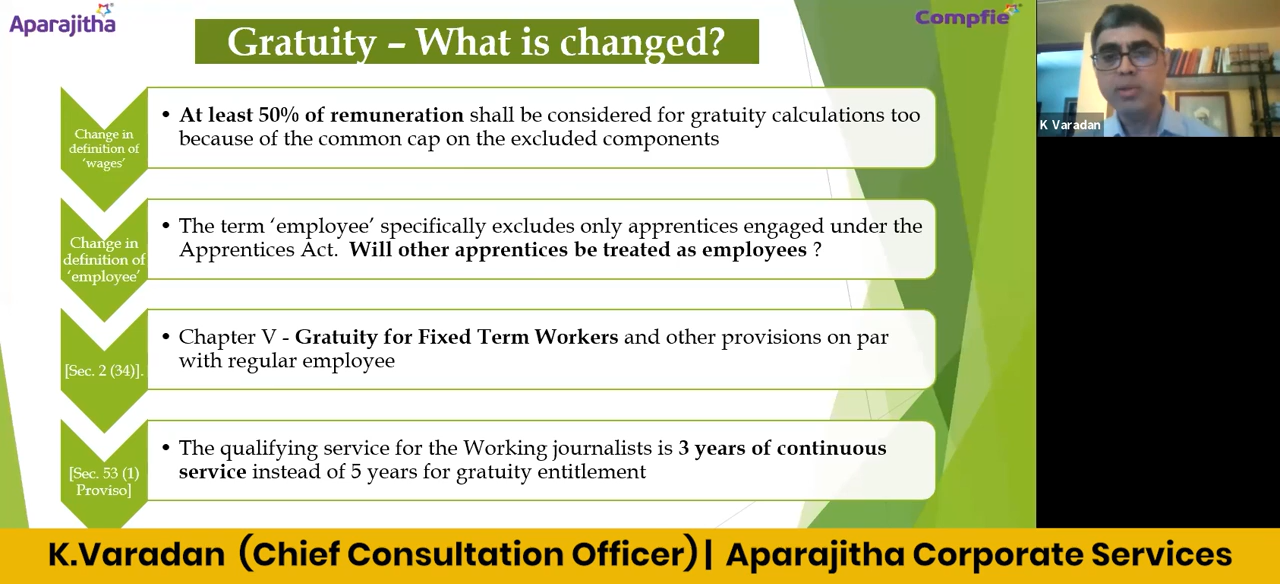 Aparajitha
Compfie
Gratuity – What is changed?
K Varadan
Change in
definition of
‘wages’
• At least 50% of remuneration shall be considered for gratuity calculations too
because of the common cap on the excluded components
Change in
definition of
‘employee’
• The term ‘employee’ specifically excludes only apprentices engaged under the
Apprentices Act. Will other apprentices be treated as employees ?
[Sec. 2 (34)].
• Chapter V - Gratuity for Fixed Term Workers and other provisions on par
with regular employee
[Sec. 53 (1)
Proviso]
• The qualifying service for the Working journalists is 3 years of continuous
service instead of 5 years for gratuity entitlement
K.Varadan (Chief Consultation Officer) | Aparajitha Corporate Services